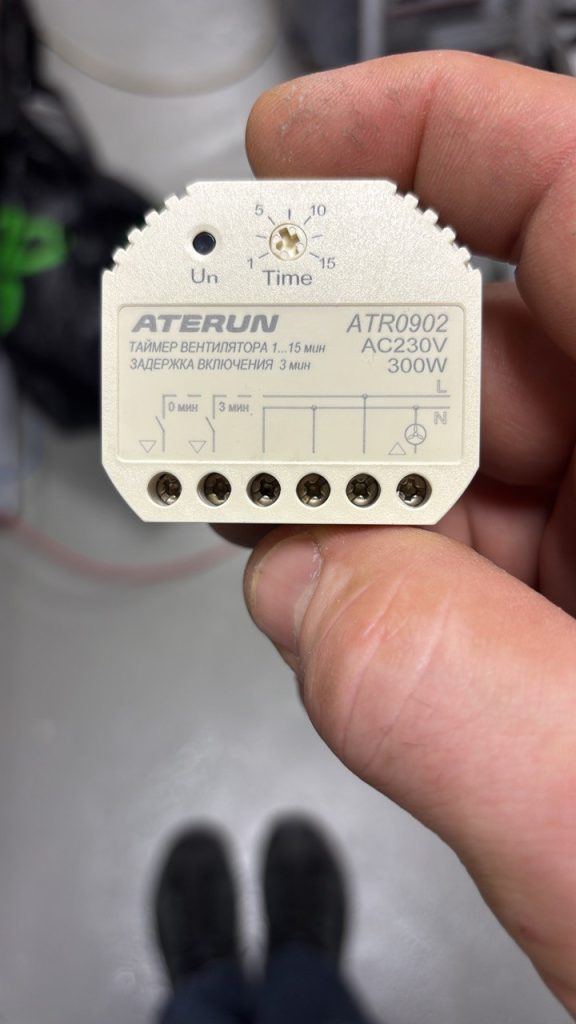 5 10
1 15
Un Time
ATERUN ATR0902
ТАЙМЕР ВЕНТИЛЯТОРА 1...15 мин AC230V
ЗАДЕРЖКА ВКЛЮЧЕНИЯ 3 мин 300W
L
0 мин 3 мин
N